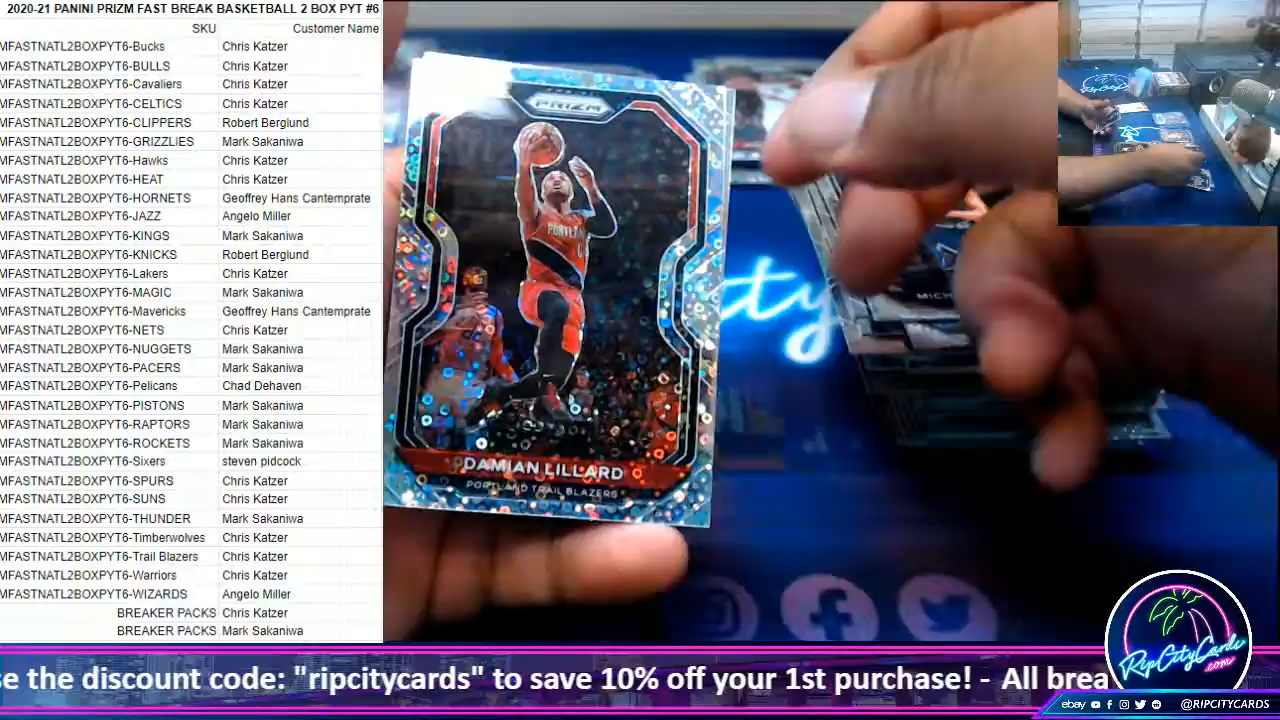 2020-21 PANINI PRIZM FAST BREAK BASKETBALL 2 BOX PYT #6
SKU Customer Name
MFASTNATL2BOXPYT6-Bucks Chris Katzer
MFASTNATL2BOXPYT6-BULLS Chris Katzer
MFASTNATL2BOXPYT6-Cavaliers Chris Katzer
MFASTNATL2BOXPYT6-CELTICS Chris Katzer
MFASTNATL2BOXPYT6-CLIPPERS Robert Berglund
MFASTNATL2BOXPYT6-GRIZZLIES Mark Sakaniwa
MFASTNATL2BOXPYT6-Hawks Chris Katzer
MFASTNATL2BOXPYT6-HEAT Chris Katzer
MFASTNATL2BOXPYT6-HORNETS Geoffrey Hans Cantemprate
MFASTNATL2BOXPYT6-JAZZ Angelo Miller
MFASTNATL2BOXPYT6-KINGS Mark Sakaniwa
MFASTNATL2BOXPYT6-KNICKS Robert Berglund
MFASTNATL2BOXPYT6-Lakers Chris Katzer
MFASTNATL2BOXPYT6-MAGIC Mark Sakaniwa
MFASTNATL2BOXPYT6-Mavericks Geoffrey Hans Cantemprate
MFASTNATL2BOXPYT6-NETS Chris Katzer
MFASTNATL2BOXPYT6-NUGGETS Mark Sakaniwa
MFASTNATL2BOXPYT6-PACERS Mark Sakaniwa
MFASTNATL2BOXPYT6-Pelicans Chad Dehaven
MFASTNATL2BOXPYT6-PISTONS Mark Sakaniwa
MFASTNATL2BOXPYT6-RAPTORS Mark Sakaniwa
MFASTNATL2BOXPYT6-ROCKETS Mark Sakaniwa
MFASTNATL2BOXPYT6-Sixers steven pidcock
MFASTNATL2BOXPYT6-SPURS Chris Katzer
MFASTNATL2BOXPYT6-SUNS Chris Katzer
MFASTNATL2BOXPYT6-THUNDER Mark Sakaniwa
MFASTNATL2BOXPYT6-Timberwolves Chris Katzer
MFASTNATL2BOXPYT6-Trail Blazers Chris Katzer
MFASTNATL2BOXPYT6-Warriors Chris Katzer
MFASTNATL2BOXPYT6-WIZARDS Angelo Miller
BREAKER PACKS Chris Katzer
BREAKER PACKS Mark Sakaniwa
PRIZM
PORTLAND
DAMIAN LILLARD
PORTLAND TRAIL BLAZERS
MICH
ty
RipCityCards
.com
se the discount code: "ripcitycards" to save 10% off your 1st purchase! - All brea
ebay @RIPCITYCARDS